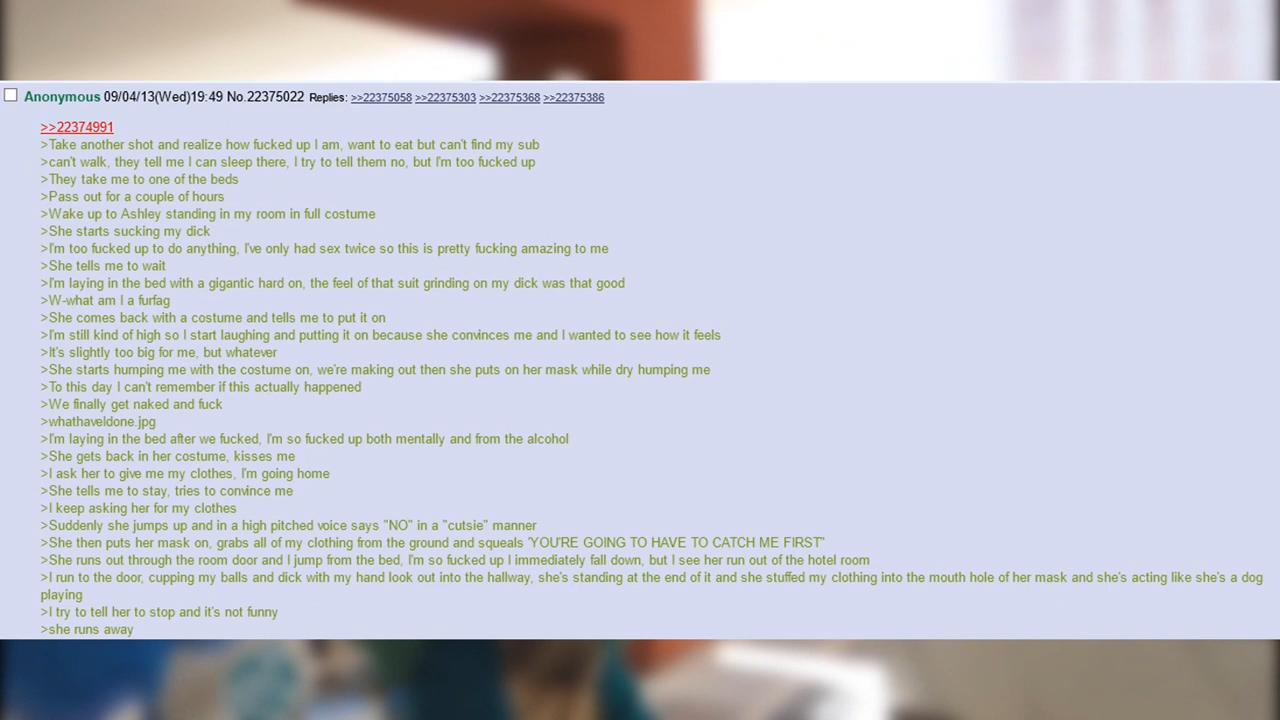 Anonymous 09/04/13(Wed)19:49 No.22375022 Replies: >>22375058 >>22375303 >>22375368 >>22375386
>>22374991
>Take another shot and realize how fucked up I am, want to eat but can't find my sub
>can't walk, they tell me I can sleep there, I try to tell them no, but I'm too fucked up
>They take me to one of the beds
>Pass out for a couple of hours
>Wake up to Ashley standing in my room in full costume
>She starts sucking my dick
>I'm too fucked up to do anything, I've only had sex twice so this is pretty fucking amazing to me
>She tells me to wait
>I'm laying in the bed with a gigantic hard on, the feel of that suit grinding on my dick was that good
>W-what am I a furfag
>She comes back with a costume and tells me to put it on
>I'm still kind of high so I start laughing and putting it on because she convinces me and I wanted to see how it feels
>It's slightly too big for me, but whatever
>She starts humping me with the costume on, we're making out then she puts on her mask while dry humping me
>To this day I can't remember if this actually happened
>We finally get naked and fuck
>whathaveIdone.jpg
>I'm laying in the bed after we fucked, I'm so fucked up both mentally and from the alcohol
>She gets back in her costume, kisses me
>I ask her to give me my clothes, I'm going home
>She tells me to stay, tries to convince me
>I keep asking her for my clothes
>Suddenly she jumps up and in a high pitched voice says "NO" in a "cutsie" manner
>She then puts her mask on, grabs all of my clothing from the ground and squeals 'YOU'RE GOING TO HAVE TO CATCH ME FIRST"
>She runs out through the room door and I jump from the bed, I'm so fucked up I immediately fall down, but I see her run out of the hotel room
>I run to the door, cupping my balls and dick with my hand look out into the hallway, she's standing at the end of it and she stuffed my clothing into the mouth hole of her mask and she's acting like she's a dog
playing
>I try to tell her to stop and it's not funny
>she runs away